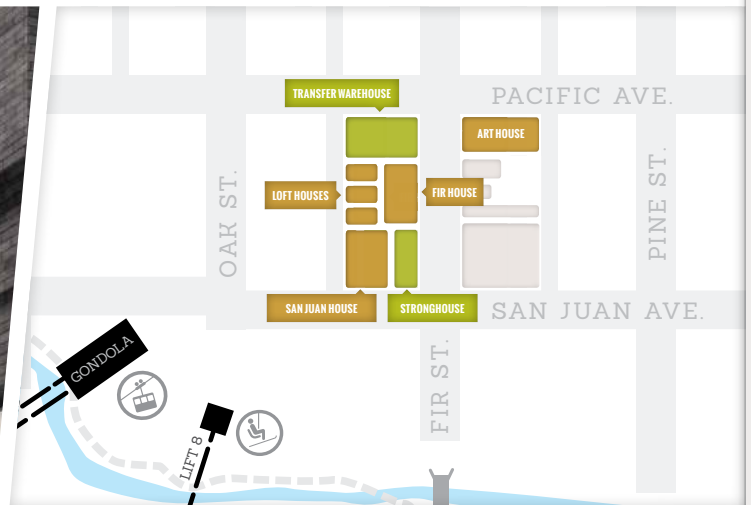 TRANSFER WAREHOUSE
PACIFIC AVE.
ART HOUSE
LOFT HOUSES
FIR HOUSE
OAK ST.
PINE ST.
SAN JUAN HOUSE
STRONGHOUSE
SAN JUAN AVE.
GONDOLA
FIR ST.
LIFT 8